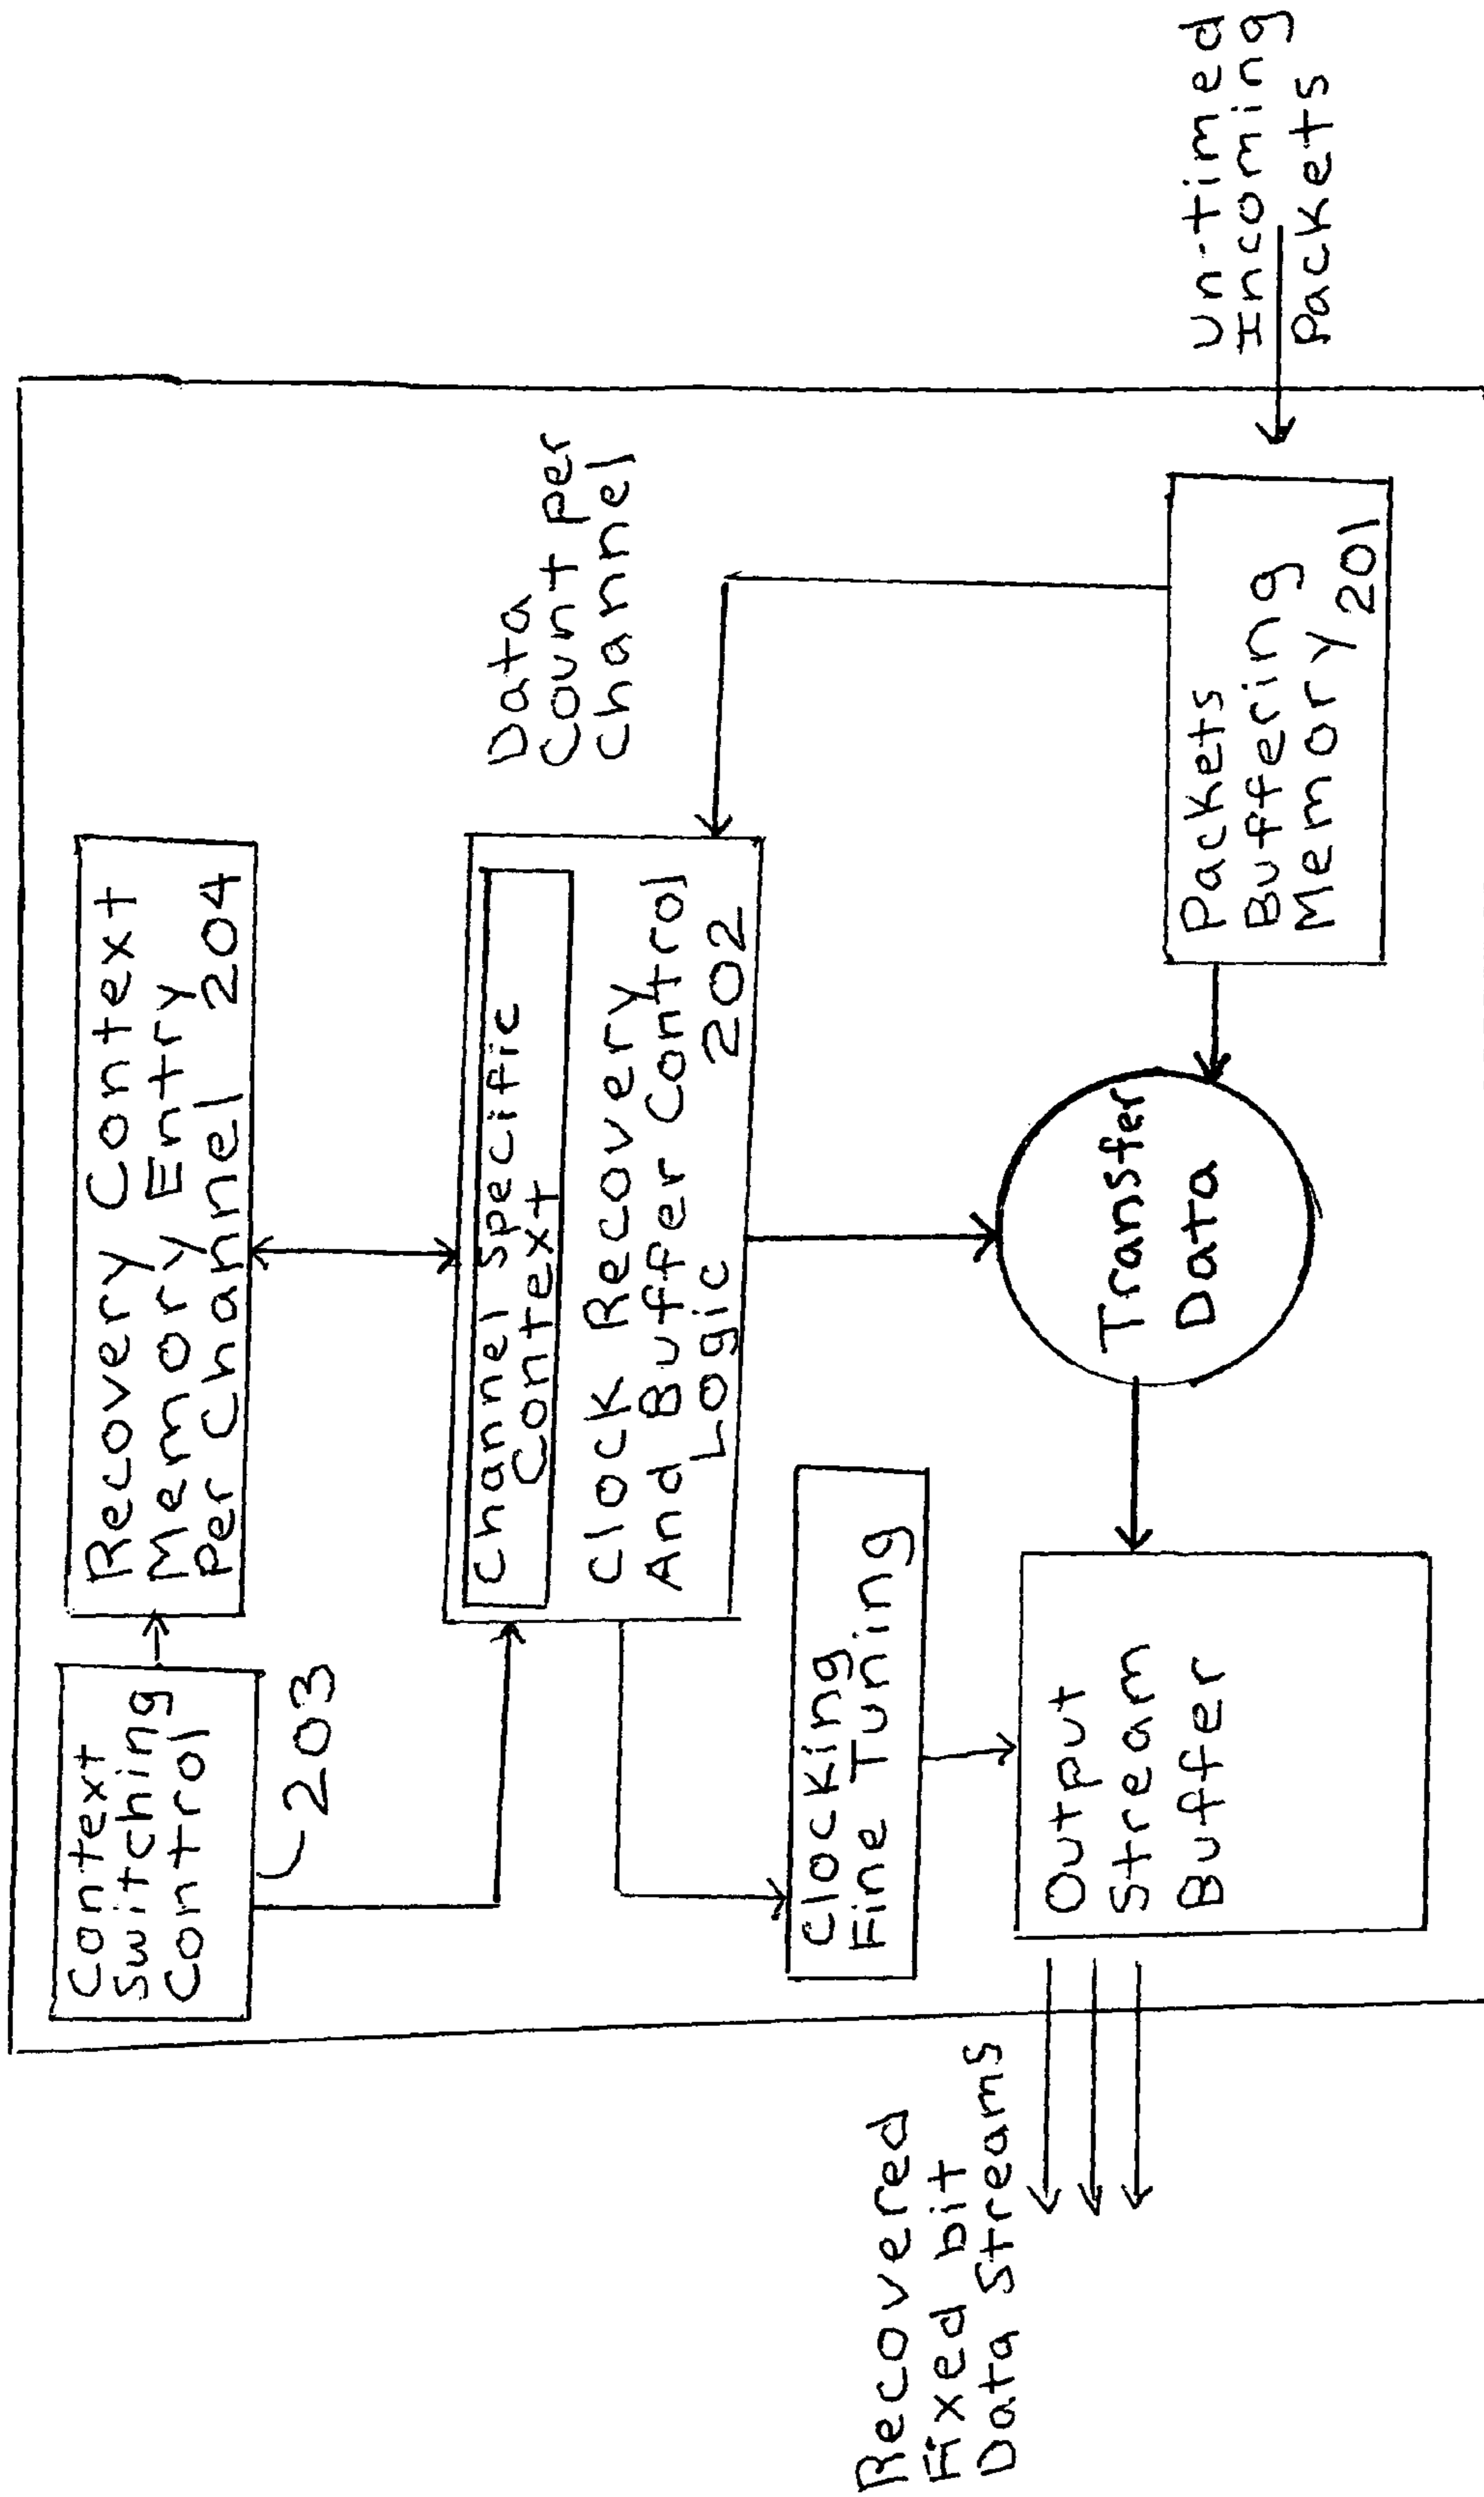 Context
Switching
Control
203
Recovery Context
Memory Entry
Per Channel 204
Channel Specific
Context
Clock Recovery
And Buffer Control
Logic 202
Data
Count per
Channel
Clocking
Fine Tuning
Recovered
Fixed bit
Data Streams
Output
Stream
Buffer
Transfer
Data
Packets
Buffering
Memory 201
Un-timed
Incoming
Packets